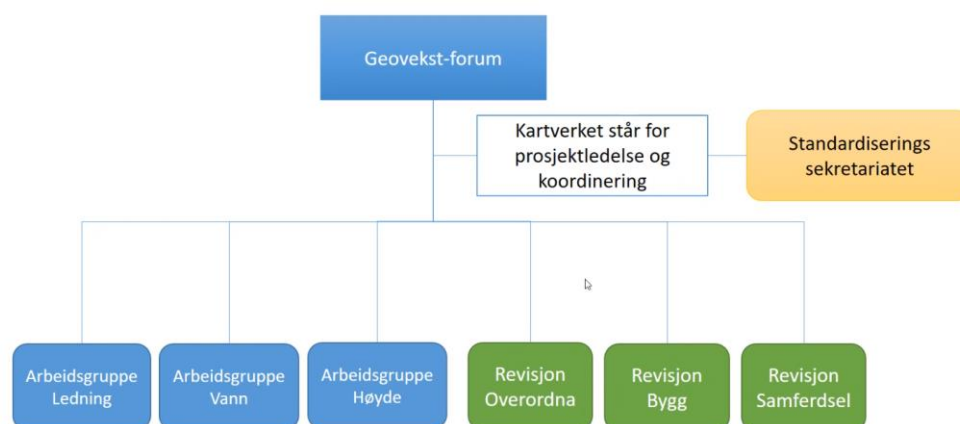 Geovekst-forum
Kartverket står for
prosjektledelse og
koordinering
Standardiserings
sekretariatet
Arbeidsgruppe
Ledning
Arbeidsgruppe
Vann
Arbeidsgruppe
Høyde
Revisjon
Overordna
Revisjon
Bygg
Revisjon
Samferdsel